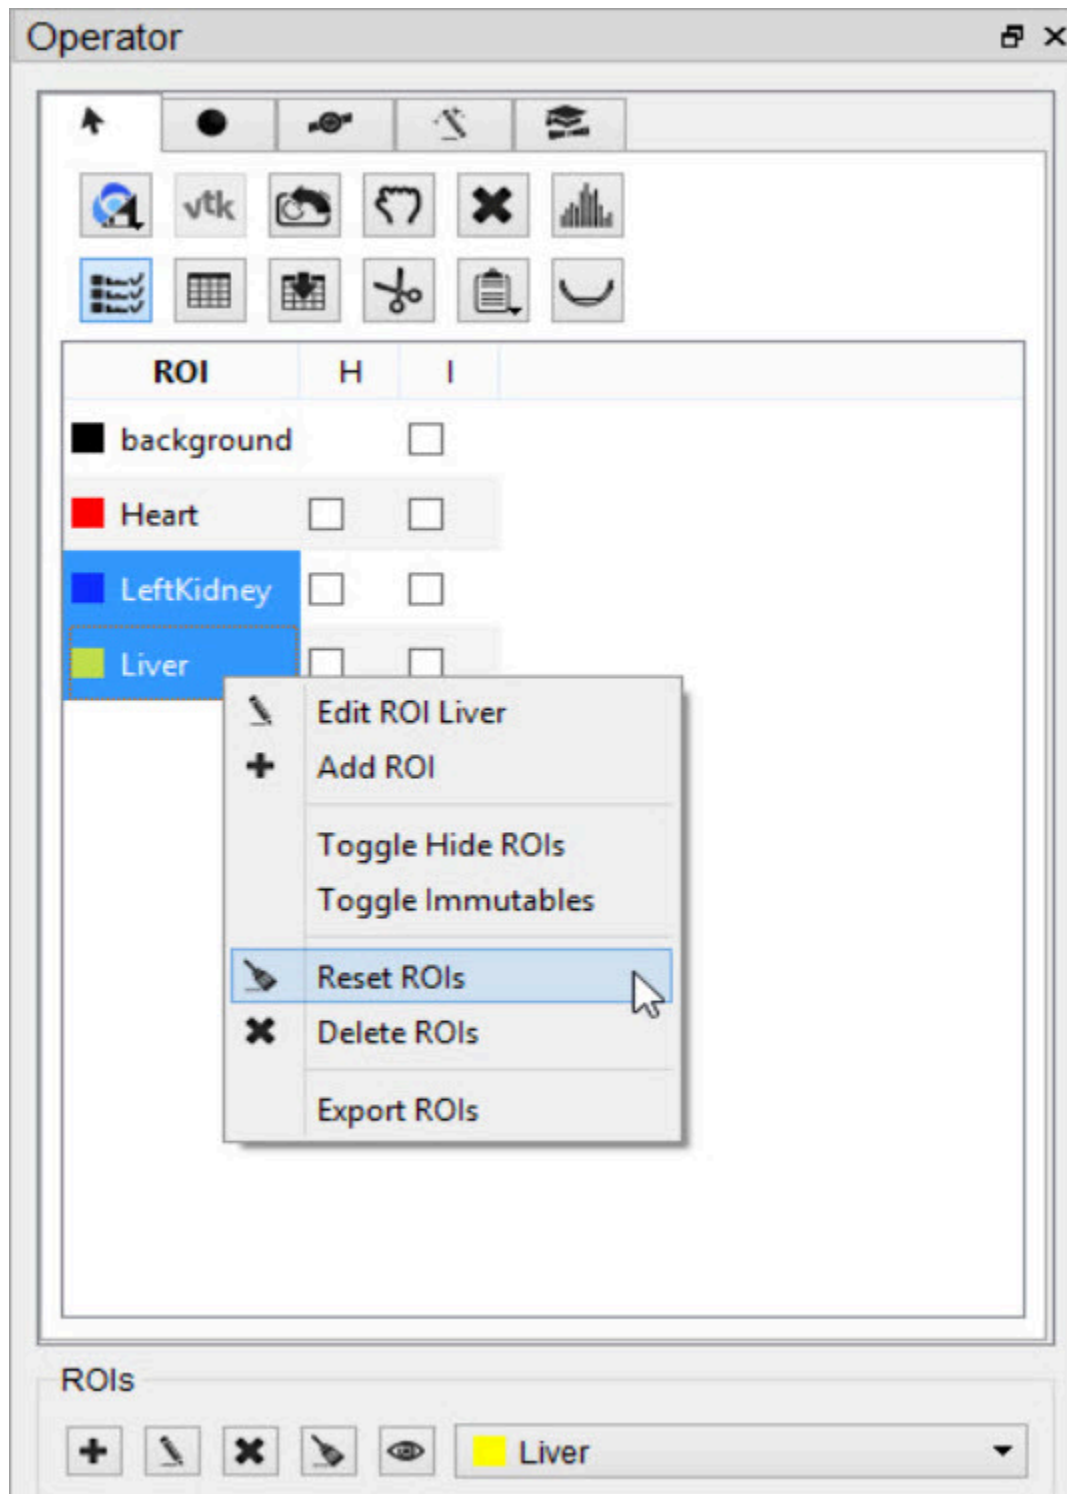 Operator
vtk
ROI H I
background
Heart
LeftKidney
Liver
Edit ROI Liver
Add ROI
Toggle Hide ROIs
Toggle Immutables
Reset ROIs
Delete ROIs
Export ROIs
ROIs
Liver